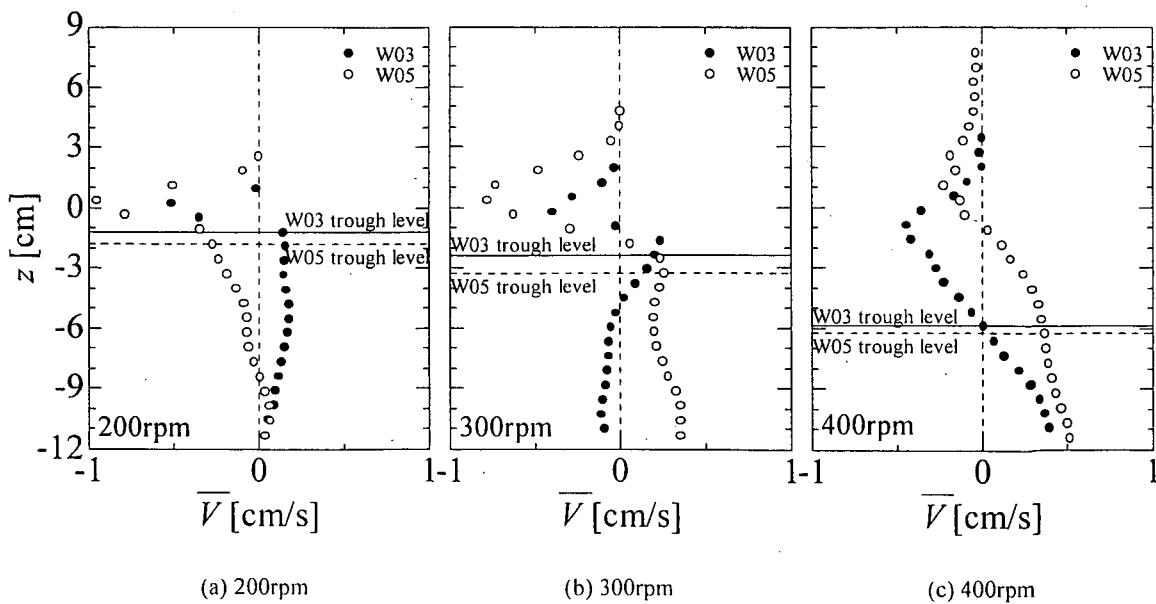 9
6
3
0
-3
-6
-9
-12
z [cm]
W03
W05
W03 trough level
W05 trough level
200rpm
-1
0
1
V [cm/s]
W03
W05
W03 trough level
W05 trough level
300rpm
-1
0
1
V [cm/s]
W03
W05
W03 trough level
W05 trough level
400rpm
-1
0
1
V [cm/s]
(a) 200rpm
(b) 300rpm
(c) 400rpm